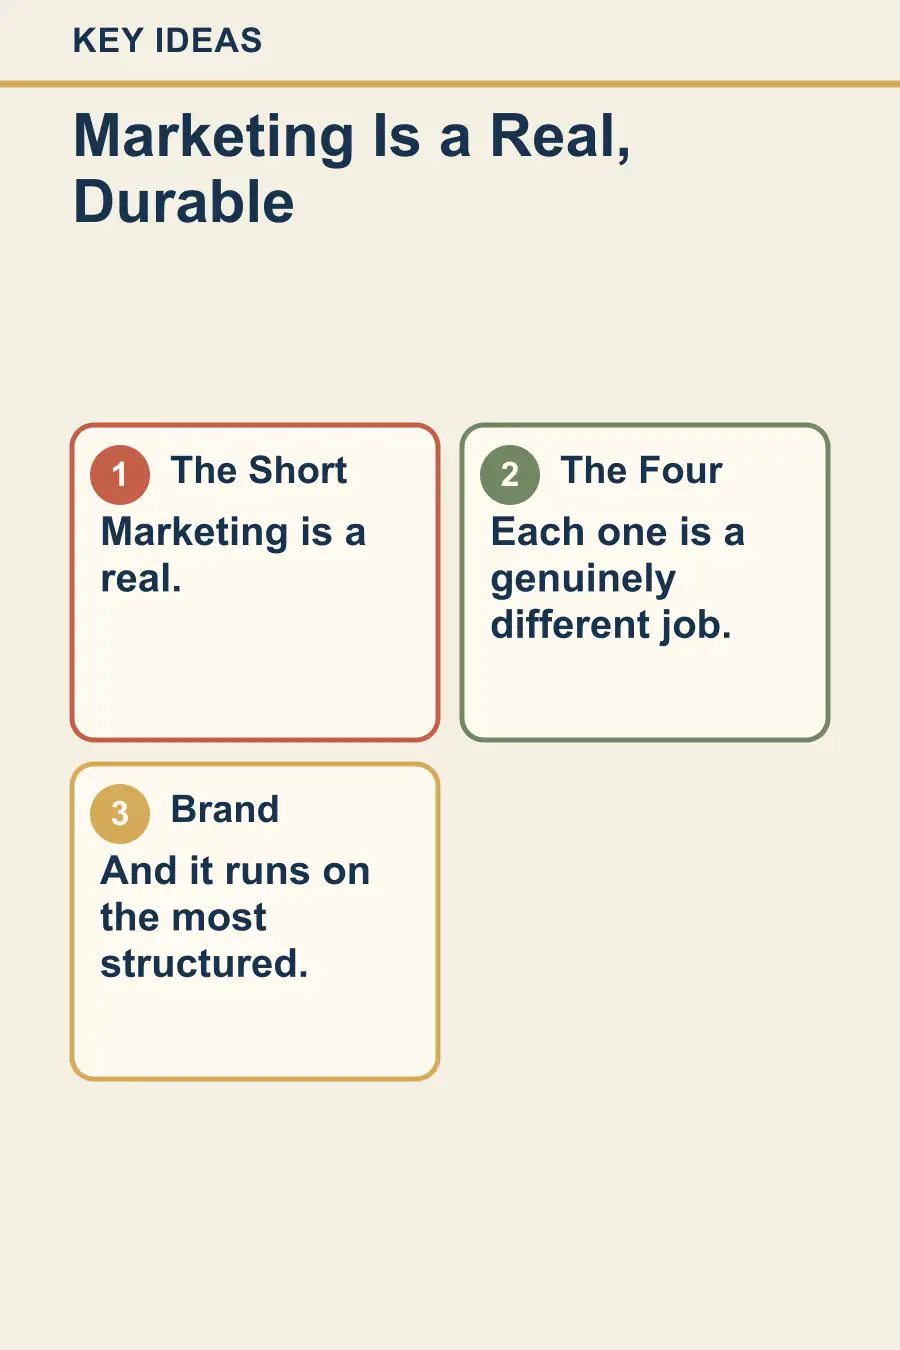 KEY IDEAS
Marketing Is a Real,
Durable
1 The Short
Marketing is a
real.
2 The Four
Each one is a
genuinely
different job.
3 Brand
And it runs on
the most
structured.